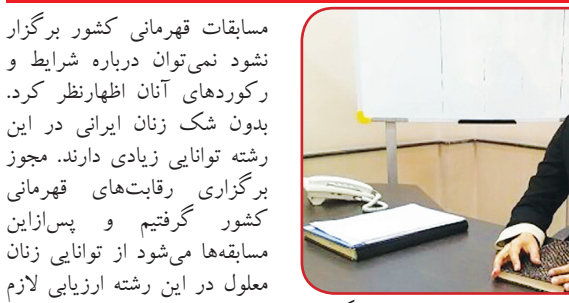 مسابقات قهرمانی کشور برگزار
نشود نمی‌توان درباره شرایط و
رکوردهای آنان اظهارنظر کرد.
بدون شک زنان ایرانی در این
رشته توانایی زیادی دارند. مجوز
برگزاری رقابت‌های قهرمانی
کشور گرفتیم و پس‌ازاین
مسابقه‌ها می‌شود از توانایی زنان
معلول در این رشته ارزیابی لازم